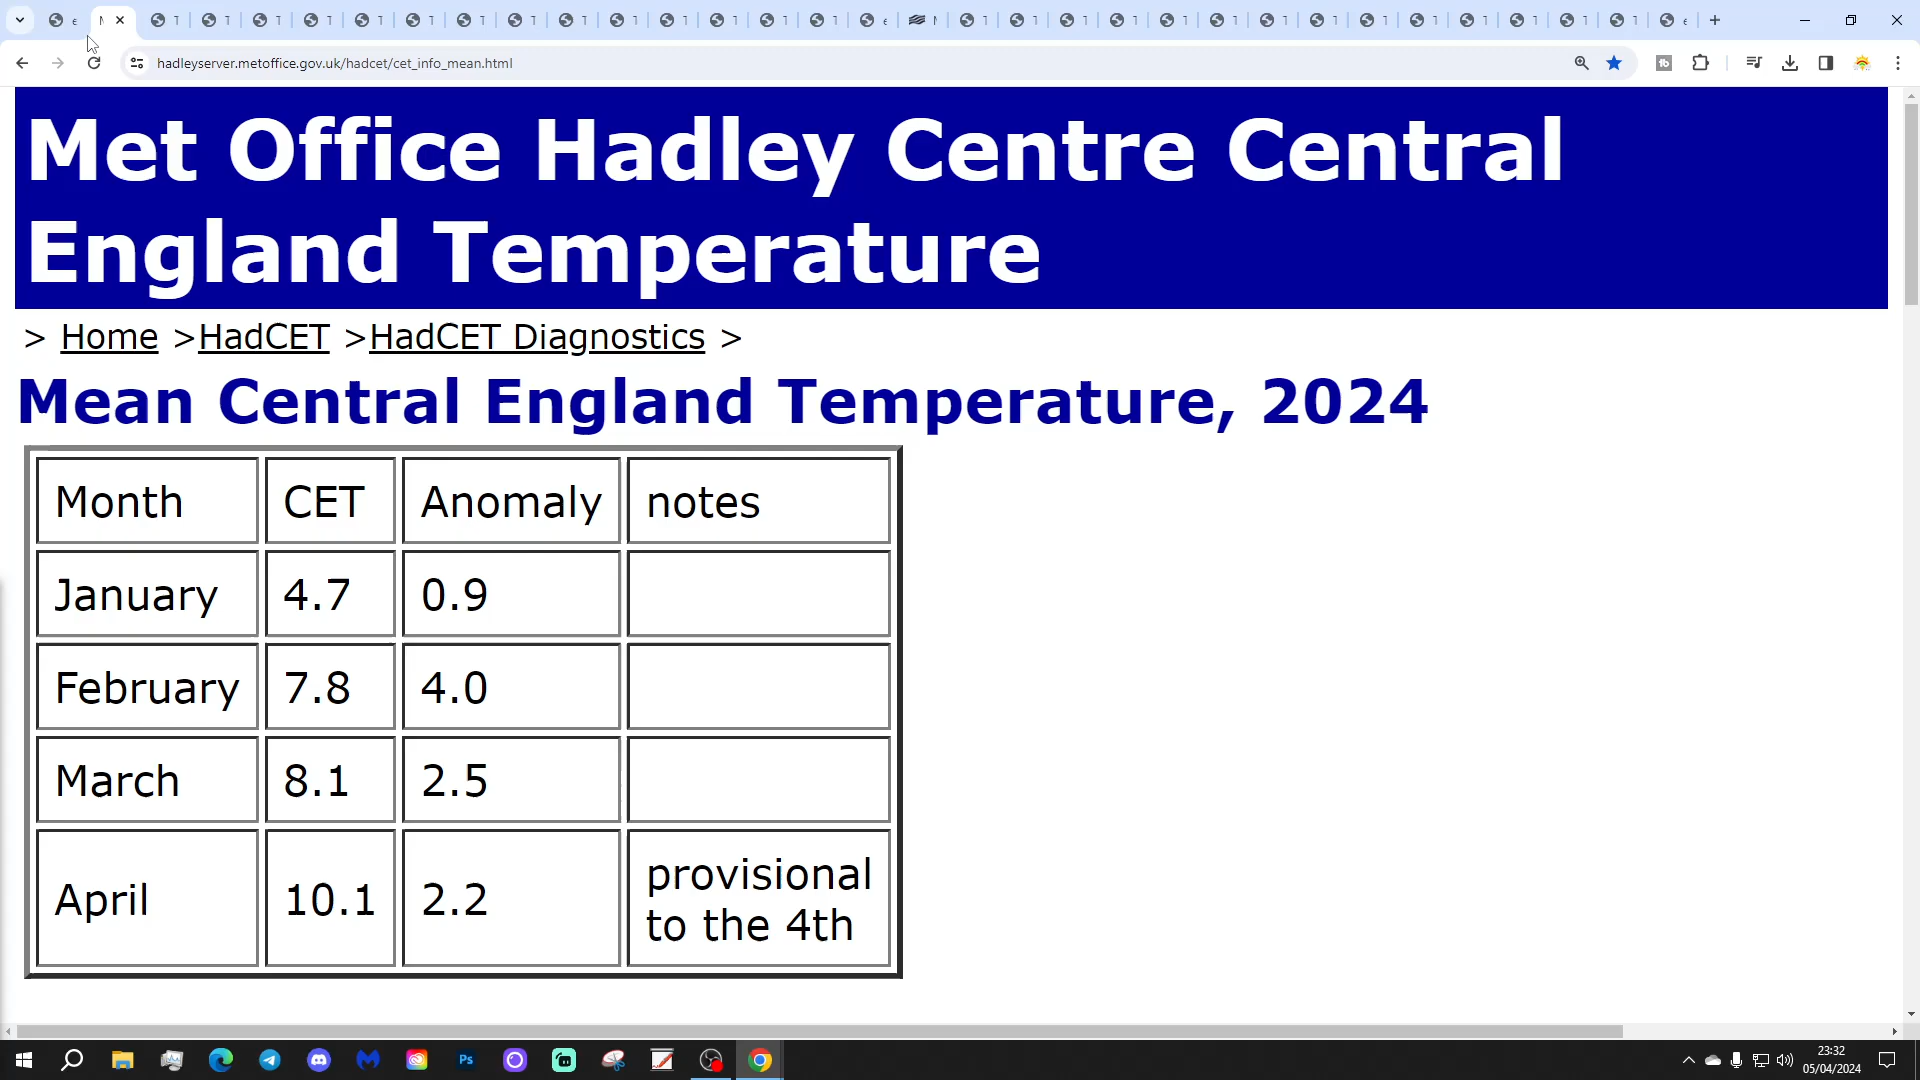 hadleyserver.metoffice.gov.uk/hadcet/cet_info_mean.html
Met Office Hadley Centre Central
England Temperature
> Home >HadCET >HadCET Diagnostics >
Mean Central England Temperature, 2024
Month CET Anomaly notes
January 4.7 0.9
February 7.8 4.0
March 8.1 2.5
April 10.1 2.2 provisional
to the 4th
Ps
23:32
05/04/2024